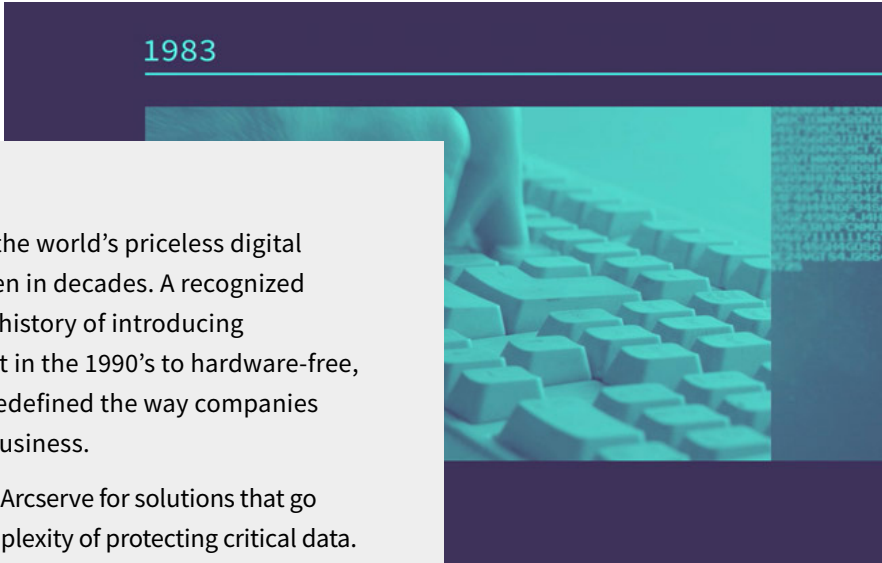 1983
the world’s priceless digital
en in decades. A recognized
history of introducing
t in the 1990’s to hardware-free,
edefined the way companies
usiness.
Arcserve for solutions that go
plexity of protecting critical data.